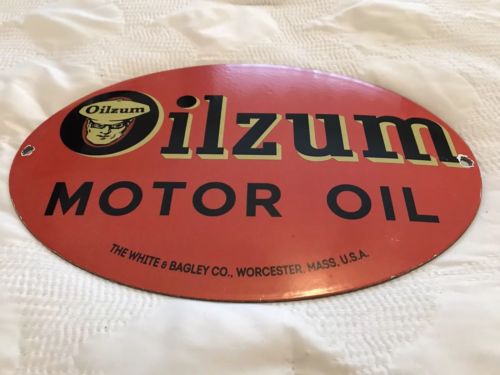 Oilzum
Oilzum
MOTOR OIL
THE WHITE & BAGLEY CO., WORCESTER, MASS. U.S.A.